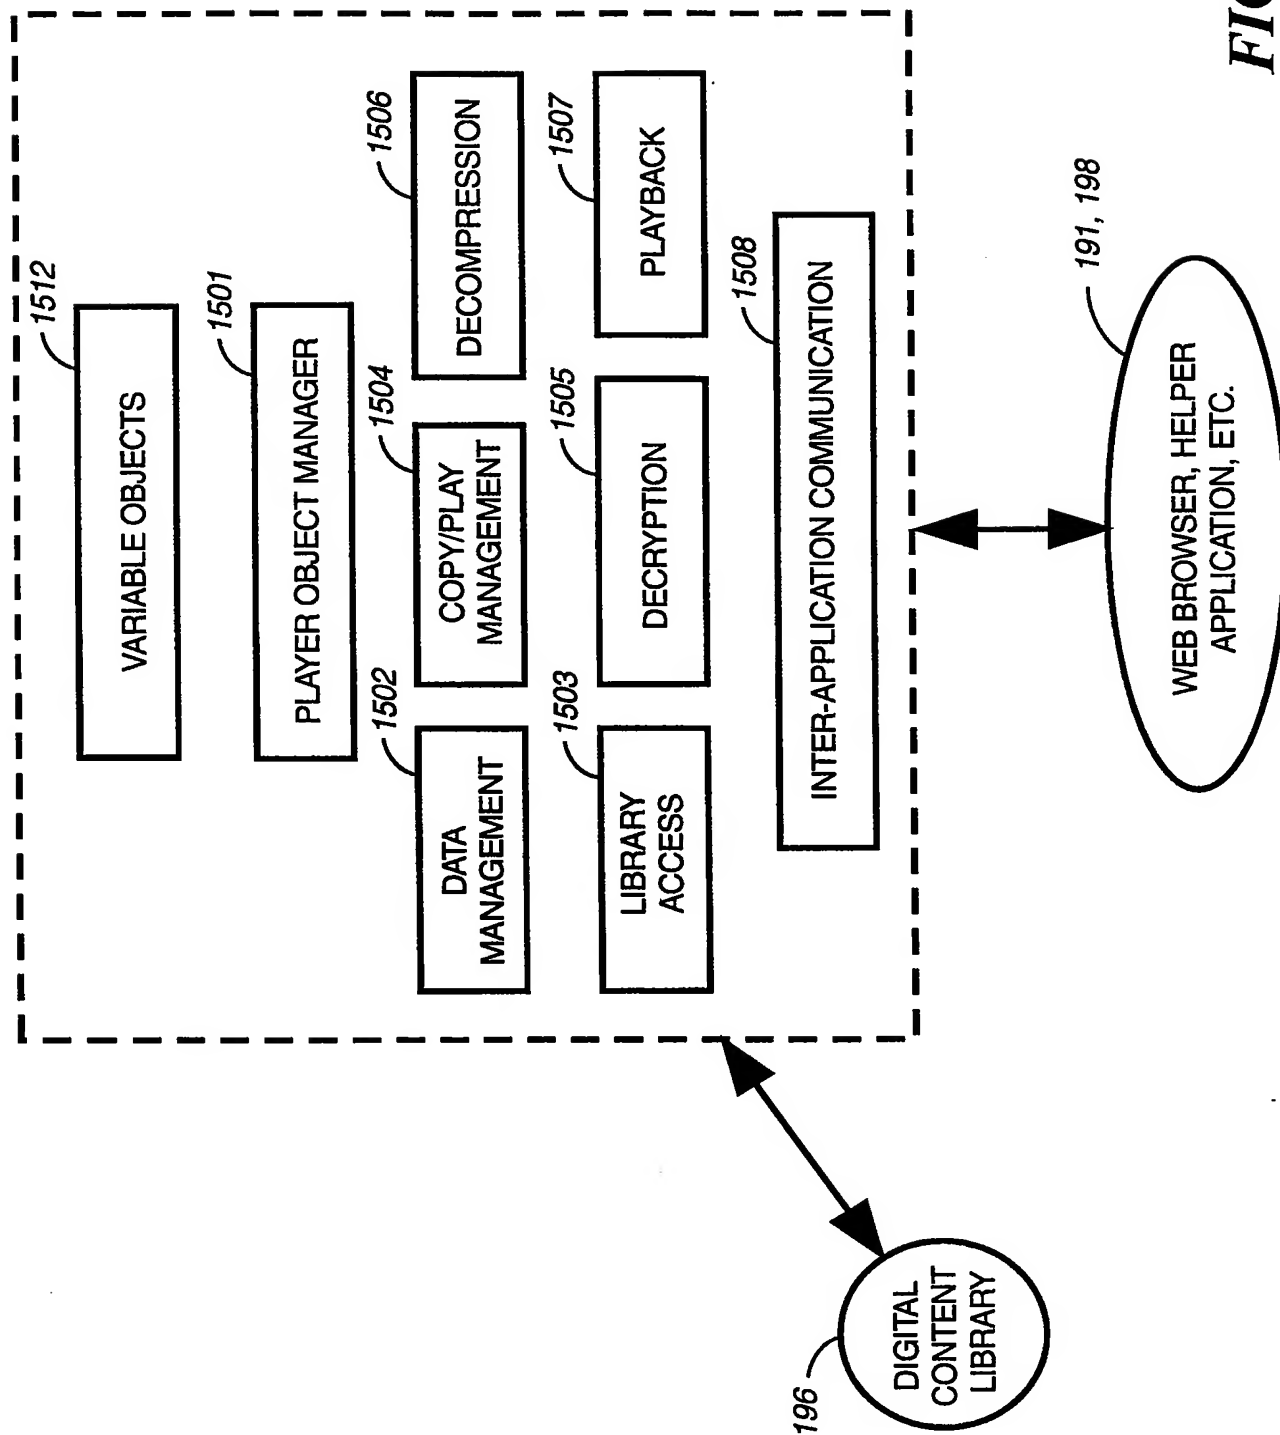 1512
VARIABLE OBJECTS
1501
PLAYER OBJECT MANAGER
1502
DATA
MANAGEMENT
1504
COPY/PLAY
MANAGEMENT
1506
DECOMPRESSION
1503
LIBRARY
ACCESS
1505
DECRYPTION
1507
PLAYBACK
1508
INTER-APPLICATION COMMUNICATION
196
DIGITAL
CONTENT
LIBRARY
191, 198
WEB BROWSER, HELPER
APPLICATION, ETC.